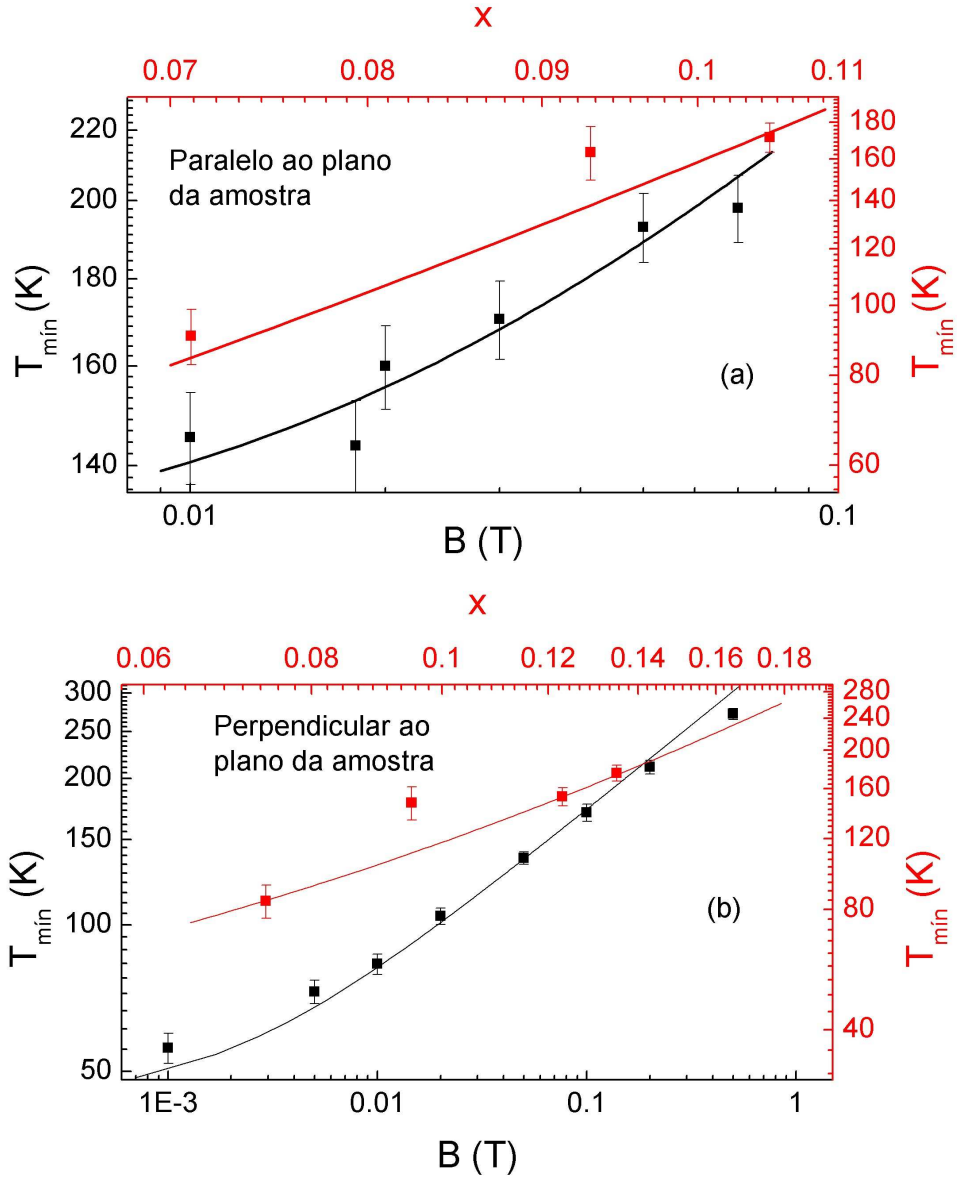 x
0.07 0.08 0.09 0.1 0.11
220
200
180
160
140
T_mín (K)
Paralelo ao plano
da amostra
(a)
180
160
140
120
100
80
60
T_mín (K)
0.01 0.1
B (T)
x
0.06 0.08 0.1 0.12 0.14 0.16 0.18
300
250
200
150
100
50
T_mín (K)
Perpendicular ao
plano da amostra
(b)
280
240
200
160
120
80
40
T_mín (K)
1E-3 0.01 0.1 1
B (T)